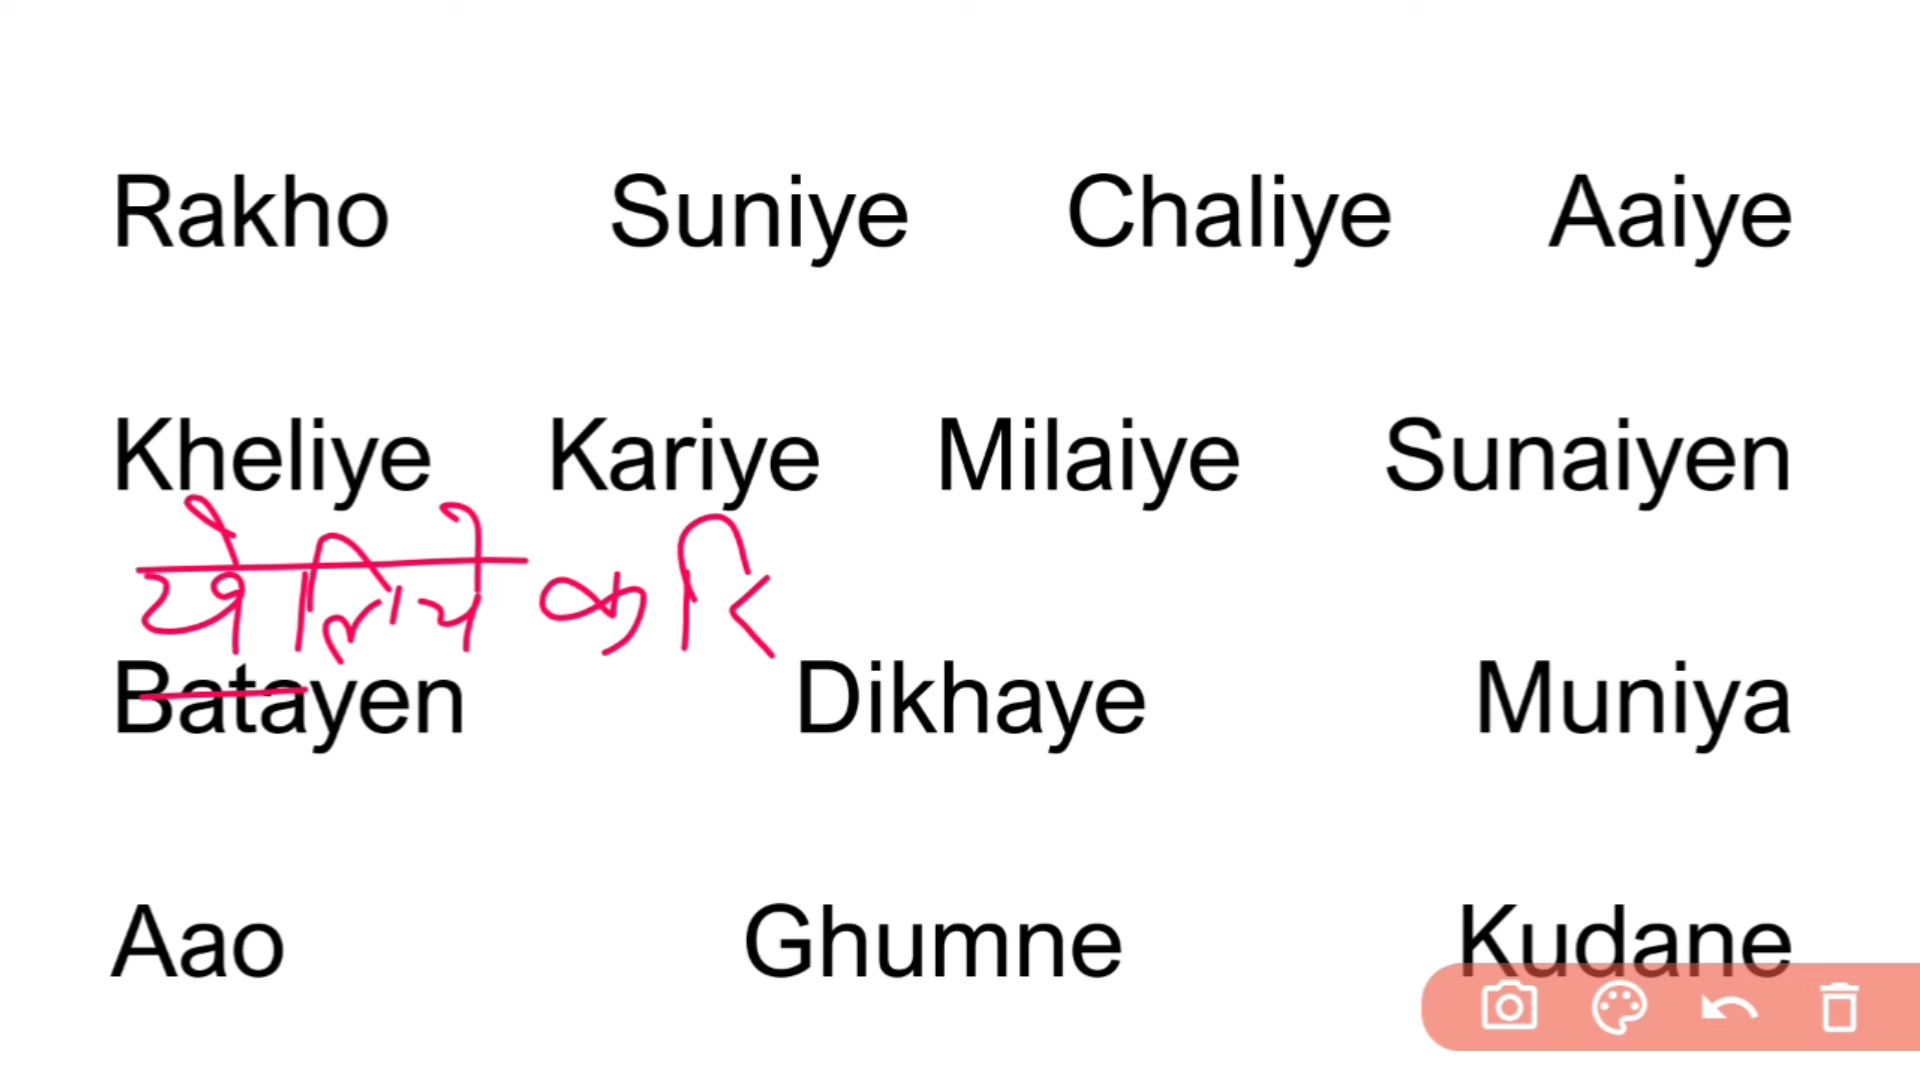 Rakho Suniye Chaliye Aaiye
Kheliye Kariye Milaiye Sunaiyen
खेलिये करि
Batayen Dikhaye Muniya
Aao Ghumne Kudane